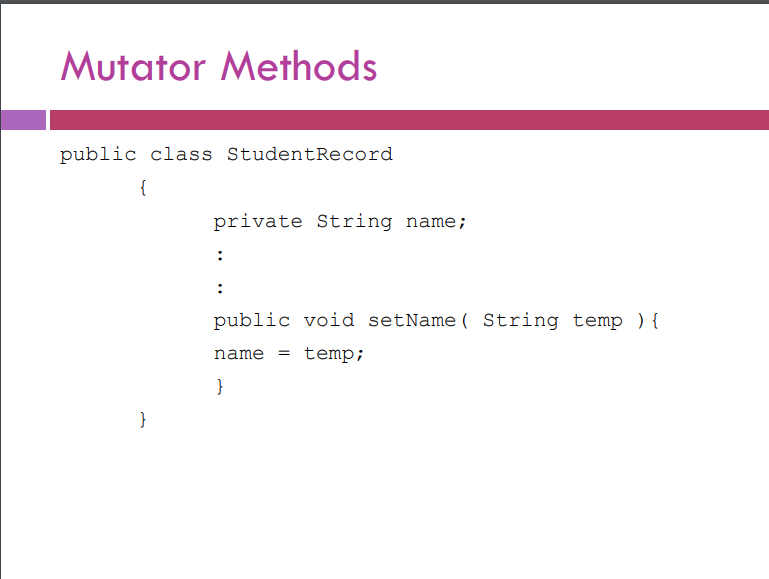 Mutator Methods
public class StudentRecord
{
private String name;
:
:
public void setName( String temp ){
name = temp;
}
}